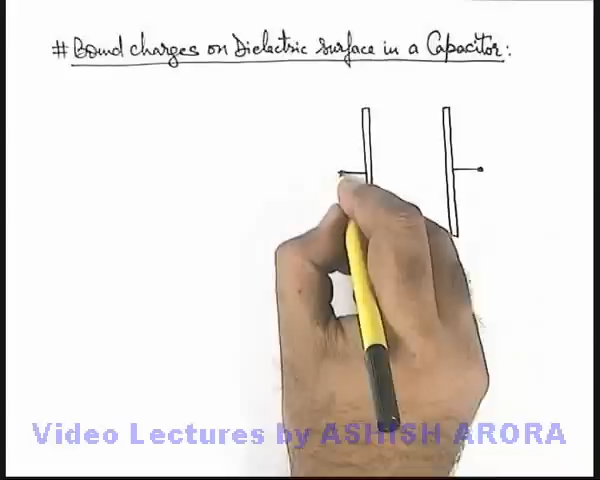 # Bound charges on Dielectric surface in a Capacitor:
Video Lectures by ASHISH ARORA